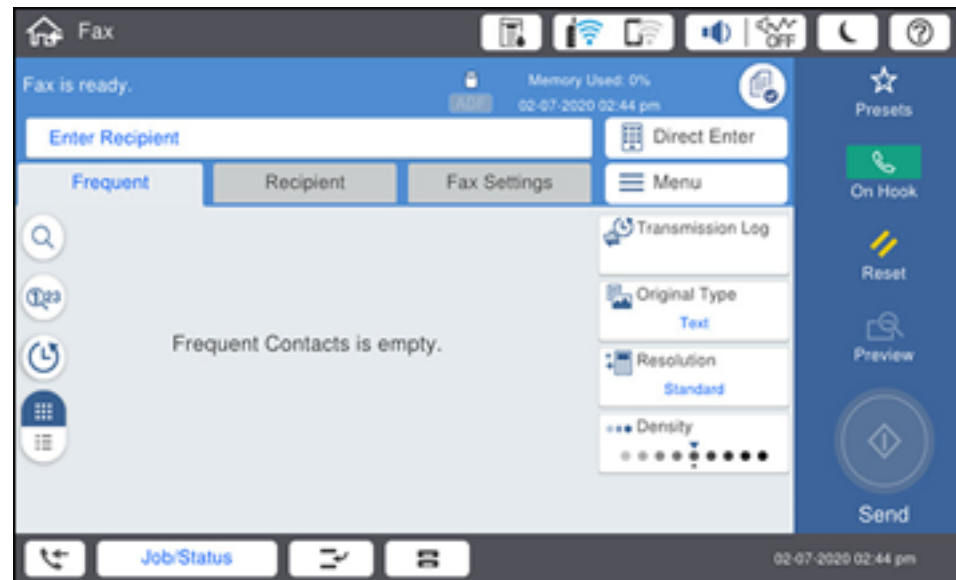 Fax
OFF
Fax is ready.
Memory Used: 0%
ADF
02-07-2020 02:44 pm
Presets
Enter Recipient
Direct Enter
Frequent
Recipient
Fax Settings
Menu
On Hook
Transmission Log
Reset
123
Original Type
Text
Frequent Contacts is empty.
Resolution
Standard
Preview
Density
Send
Job/Status
02-07-2020 02:44 pm